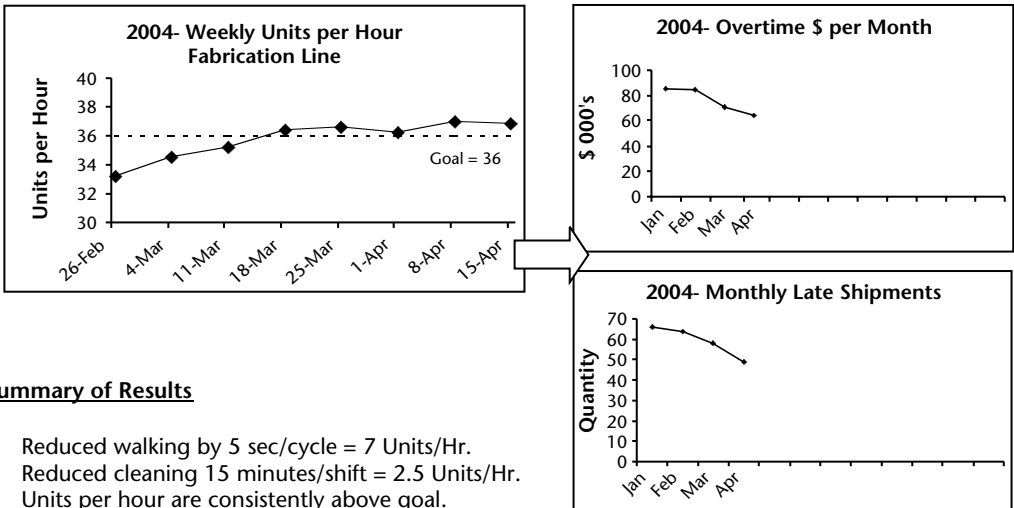 2004- Weekly Units per Hour
Fabrication Line
Units per Hour
40
38
36
34
32
30
Goal = 36
26-Feb
4-Mar
11-Mar
18-Mar
25-Mar
1-Apr
8-Apr
15-Apr
2004- Overtime $ per Month
$ 000's
100
80
60
40
20
0
Jan
Feb
Mar
Apr
2004- Monthly Late Shipments
Quantity
70
60
50
40
30
20
10
0
Jan
Feb
Mar
Apr
ummary of Results
Reduced walking by 5 sec/cycle = 7 Units/Hr.
Reduced cleaning 15 minutes/shift = 2.5 Units/Hr.
Units per hour are consistently above goal.